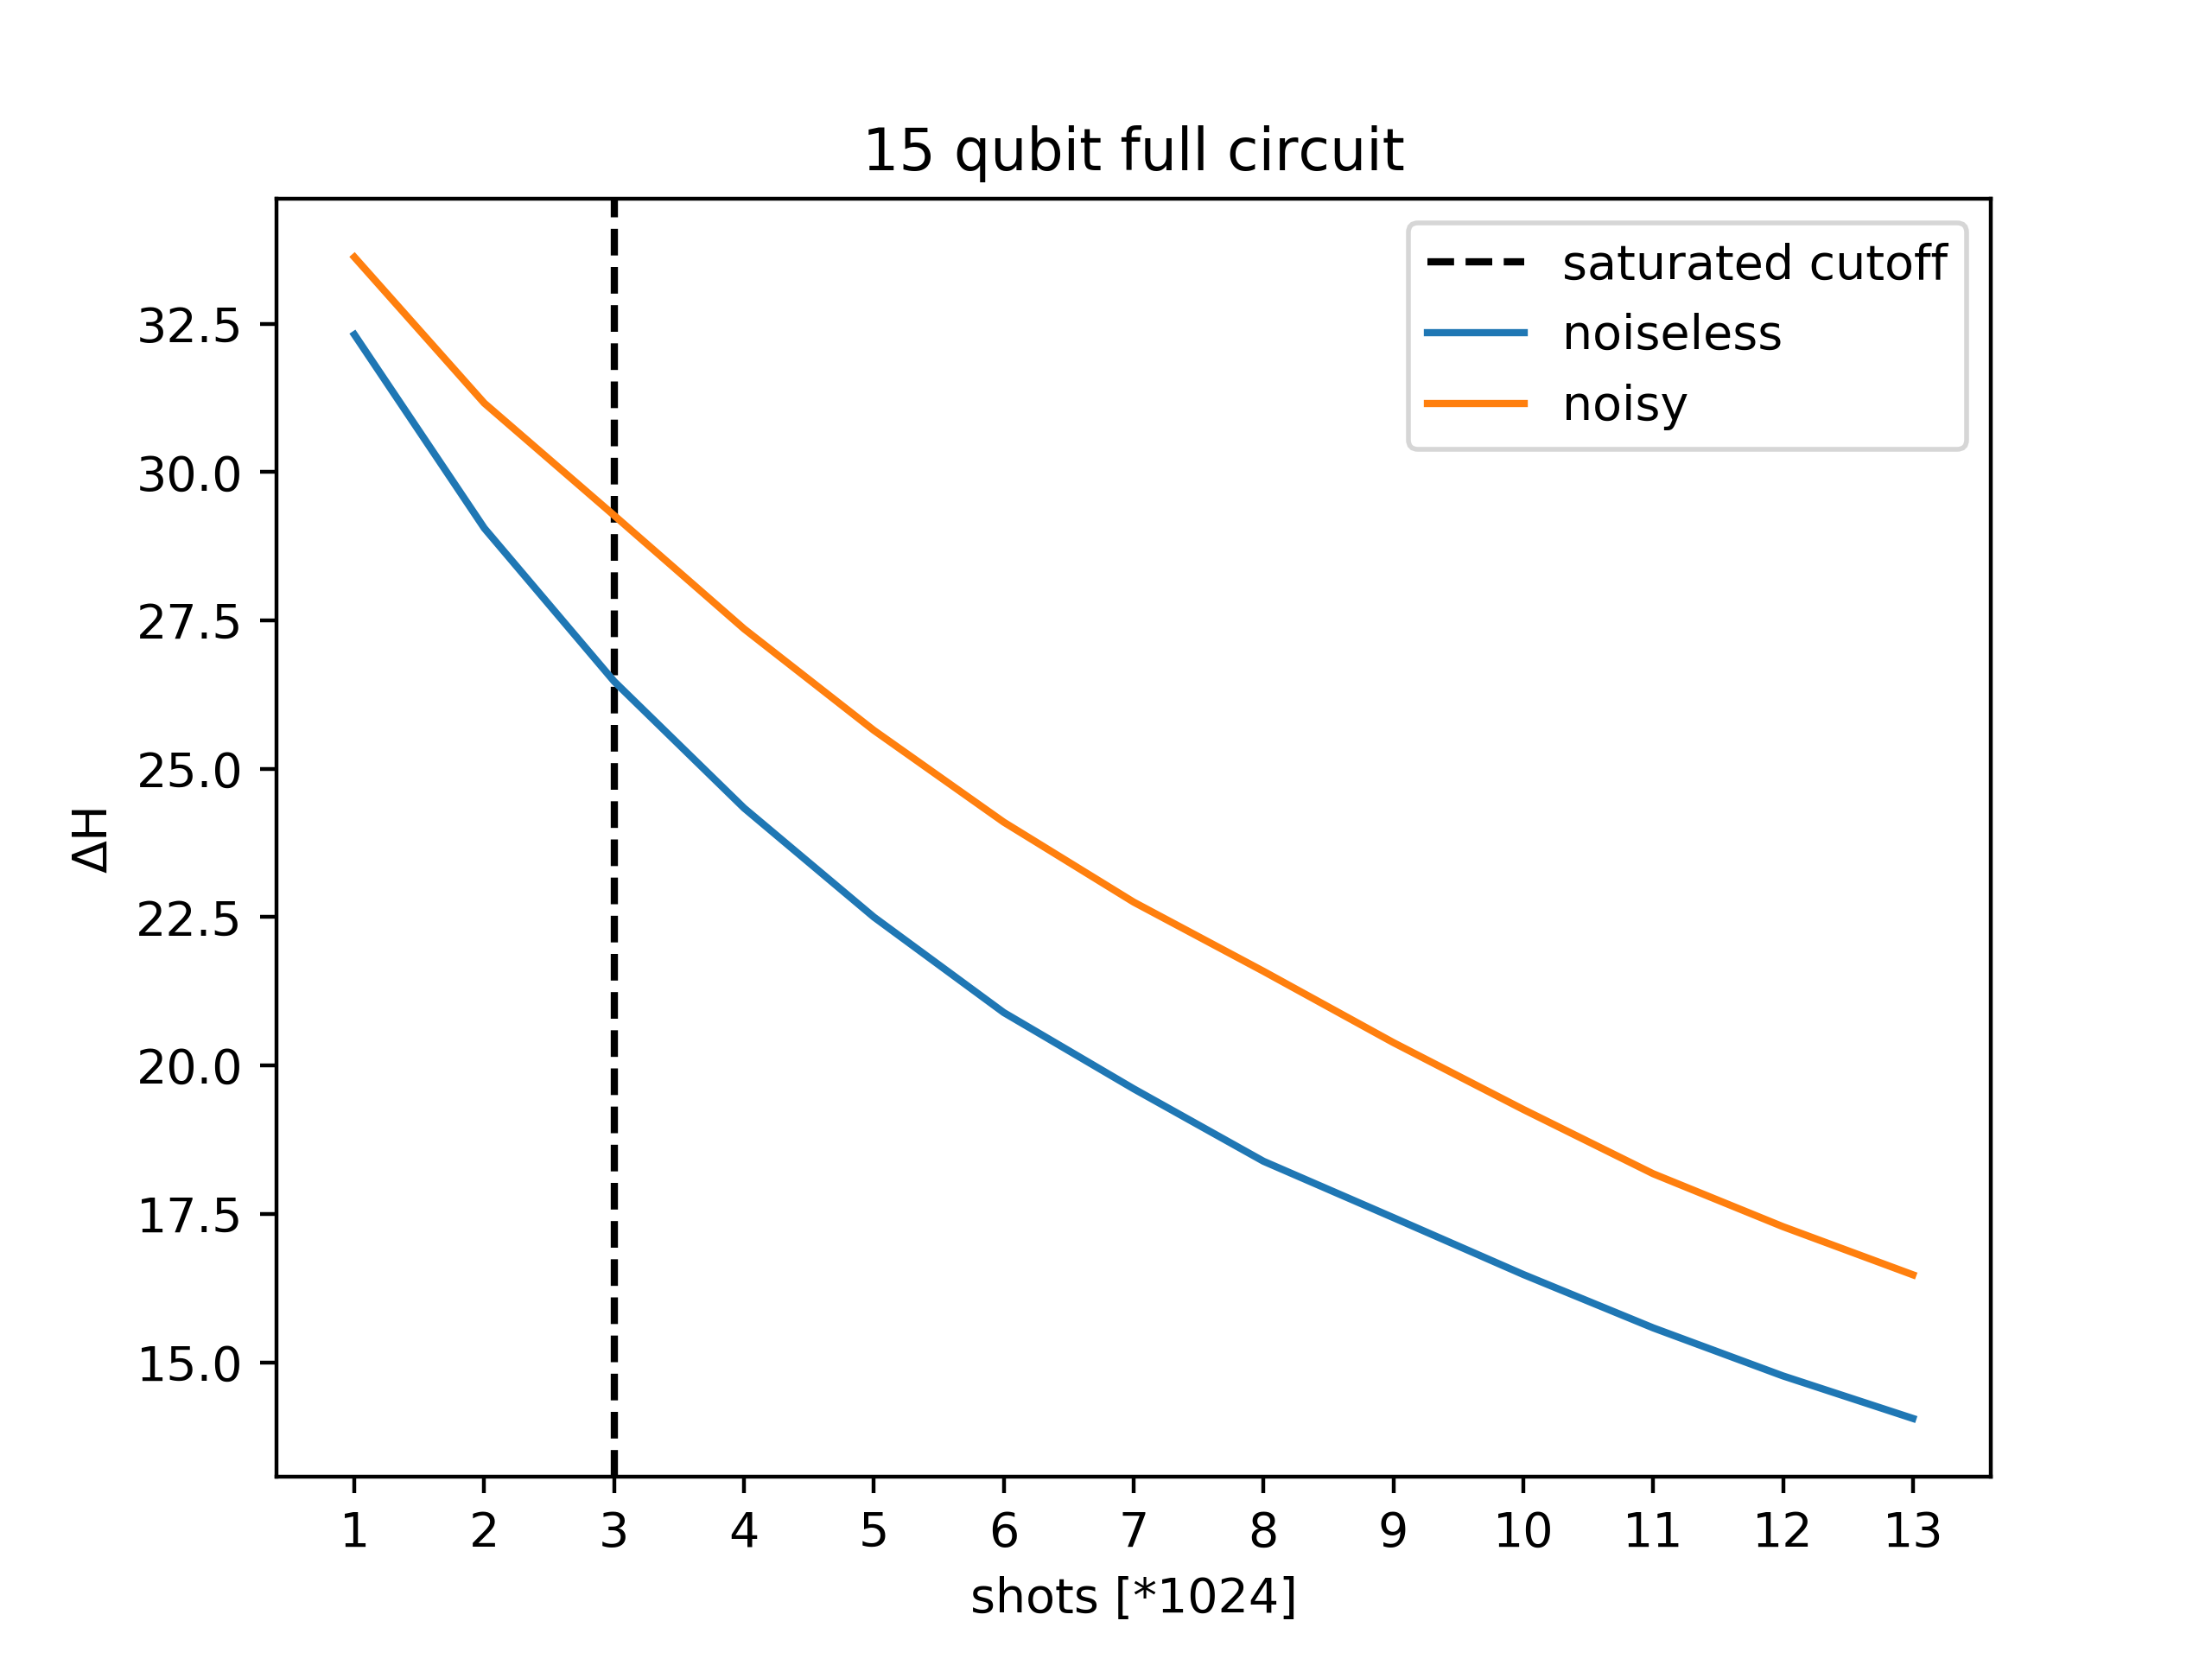 15 qubit full circuit
saturated cutoff
noiseless
noisy
32.5
30.0
27.5
25.0
22.5
20.0
17.5
15.0
ΔH
1 2 3 4 5 6 7 8 9 10 11 12 13
shots [*1024]